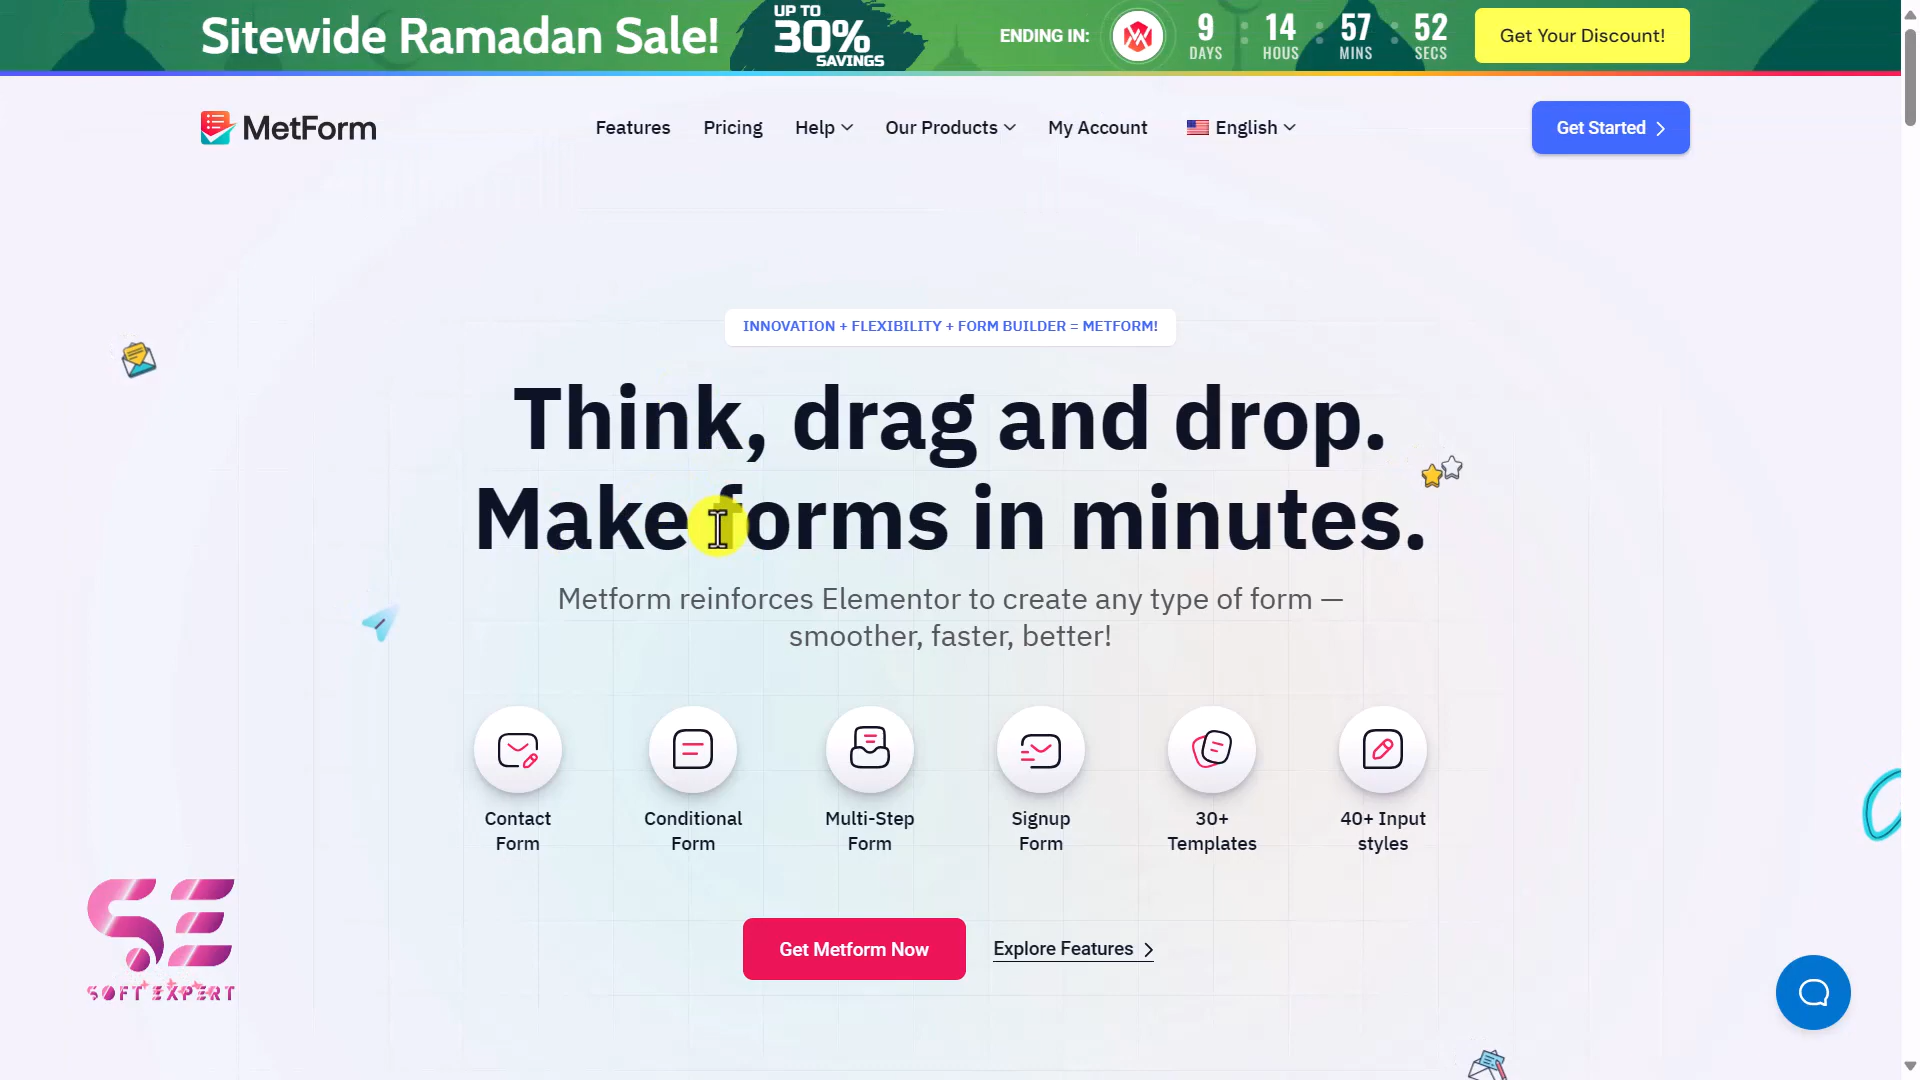 Sitewide Ramadan Sale!
UP TO
30%
SAVINGS
ENDING IN:
9
DAYS
:
14
HOUS
:
57
MINS
:
52
SECS
Get Your Discount!
MetForm
Features
Pricing
Help
Our Products
My Account
English
Get Started
INNOVATION + FLEXIBILITY + FORM BUILDER = METFORM!
Think, drag and drop.
Make forms in minutes.
Metform reinforces Elementor to create any type of form —
smoother, faster, better!
Contact
Form
Conditional
Form
Multi-Step
Form
Signup
Form
30+
Templates
40+ Input
styles
Get Metform Now
Explore Features
SE
SOFT EXPERT